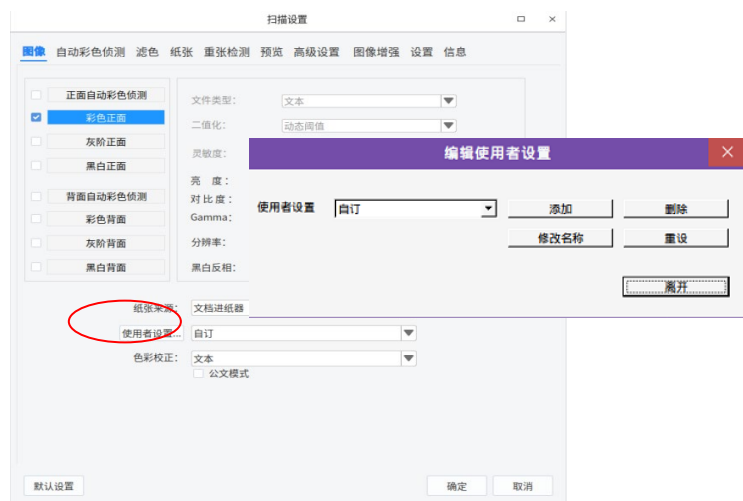 扫描设置
图像 自动彩色侦测 滤色 纸张 重张检测 预览 高级设置 图像增强 设置 信息
正面自动彩色侦测
彩色正面
灰阶正面
黑白正面
背面自动彩色侦测
彩色背面
灰阶背面
黑白背面
文件类型: 文本
二值化: 动态阈值
灵敏度:
亮 度:
对比度:
Gamma:
分辨率:
黑白反相:
编辑使用者设置
使用者设置 自订 添加 删除
修改名称 重设
离开
纸张来源: 文档进纸器
使用者设置... 自订
色彩校正: 文本
公文模式
默认设置 确定 取消